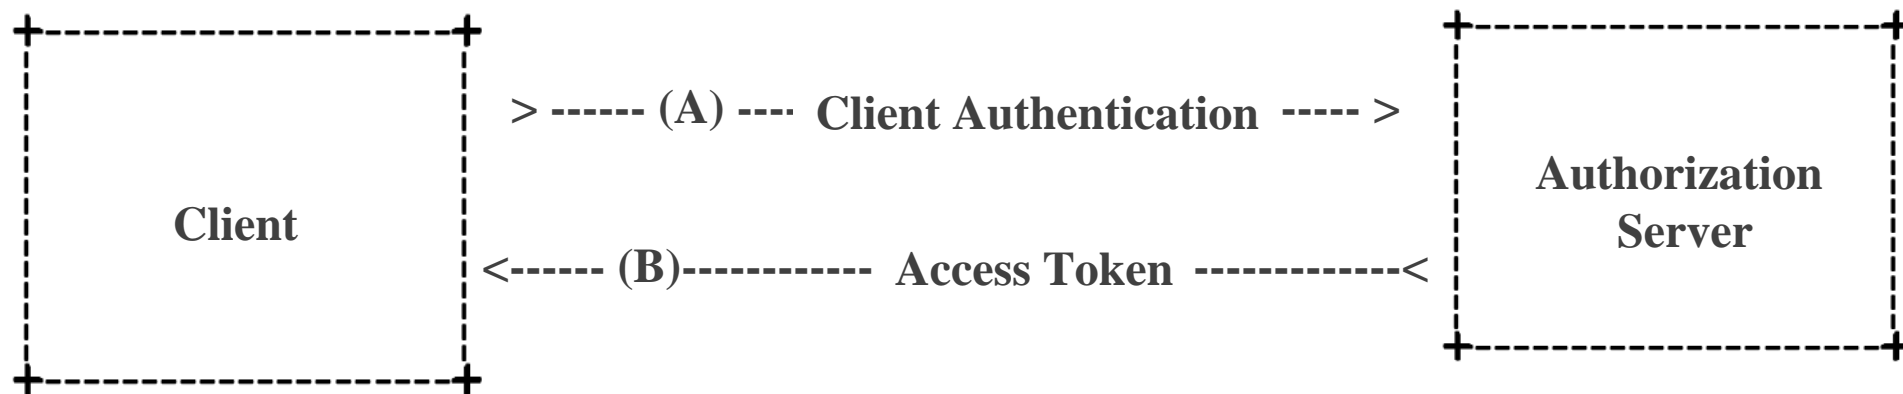 > ------ (A) ---- Client Authentication ----- >
Authorization
Server
Client
<------ (B)------------ Access Token -------------<